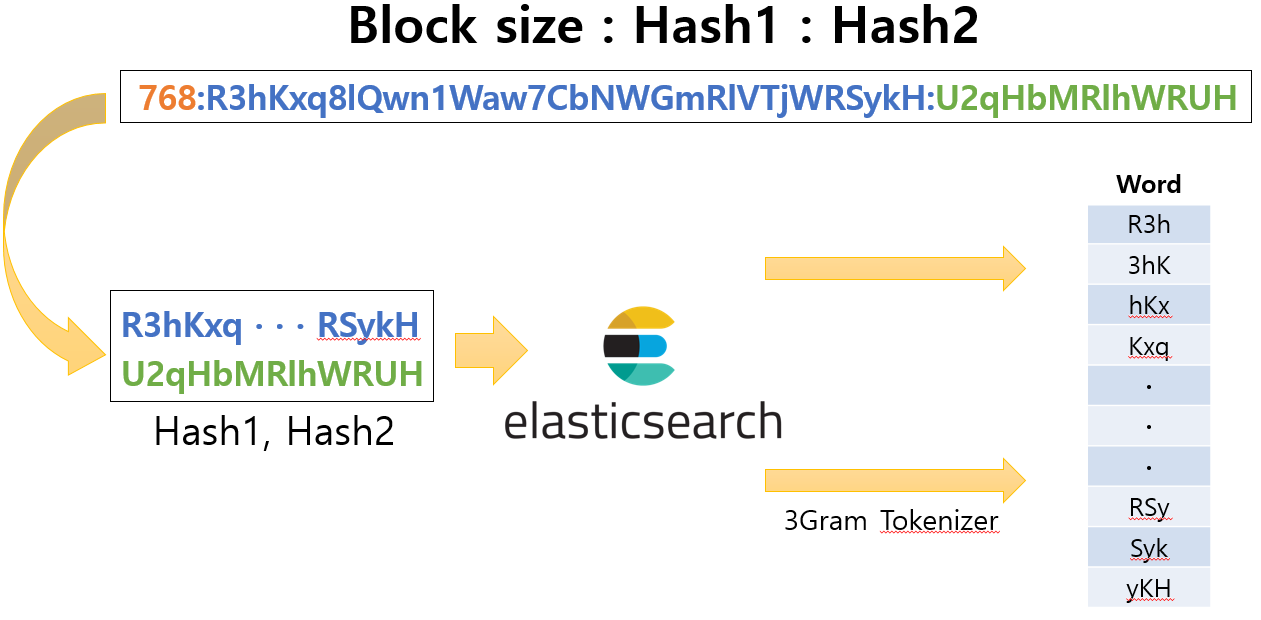 Block size : Hash1 : Hash2
768:R3hKxq8lQwn1Waw7CbNWGmRlVTjWRSykH:U2qHbMRlhWRUH
R3hKxq · · · RSykH
U2qHbMRlhWRUH
Hash1, Hash2
elasticsearch
3Gram Tokenizer
Word
R3h
3hK
hKx
Kxq
.
.
.
RSy
Syk
yKH